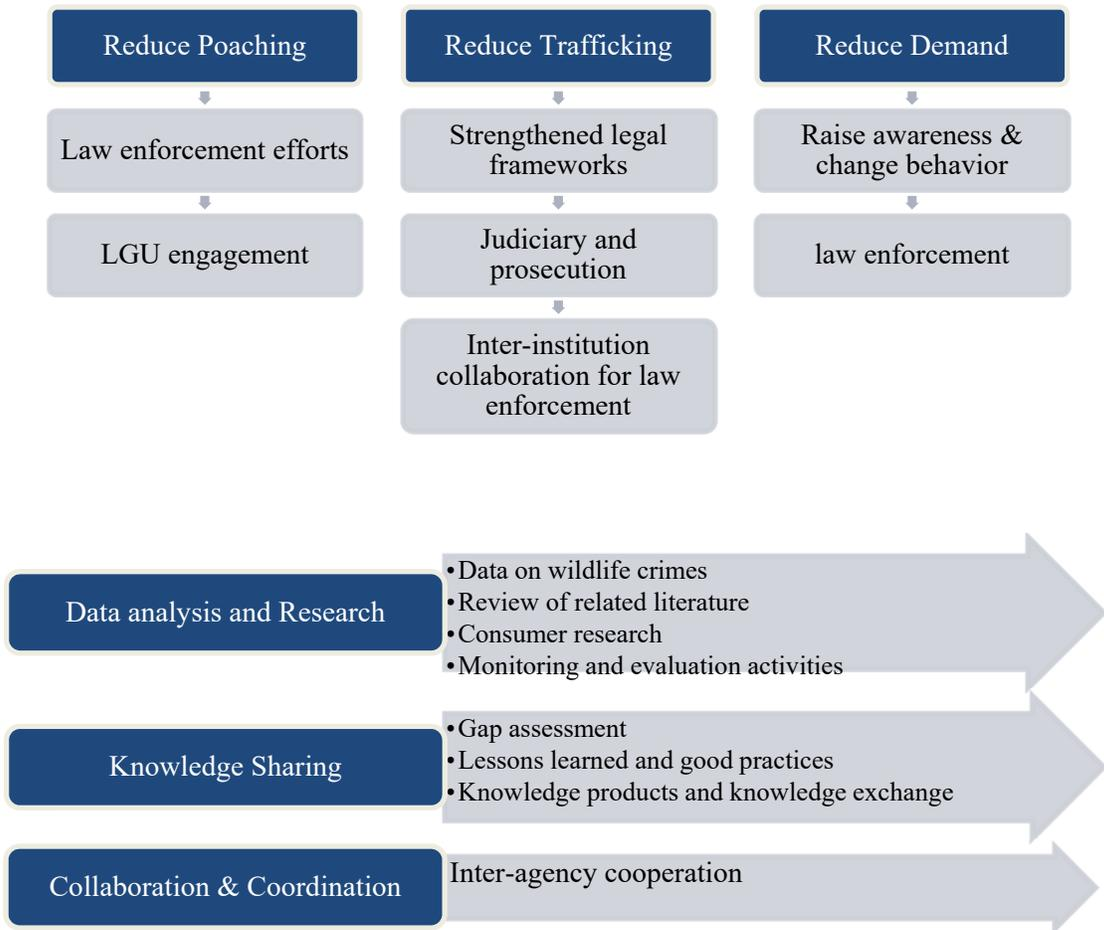 Reduce Poaching
Law enforcement efforts
LGU engagement
Reduce Trafficking
Strengthened legal
frameworks
Judiciary and
prosecution
Inter-institution
collaboration for law
enforcement
Reduce Demand
Raise awareness &
change behavior
law enforcement
Data analysis and Research
•Data on wildlife crimes
•Review of related literature
•Consumer research
•Monitoring and evaluation activities
Knowledge Sharing
•Gap assessment
•Lessons learned and good practices
•Knowledge products and knowledge exchange
Collaboration & Coordination
Inter-agency cooperation